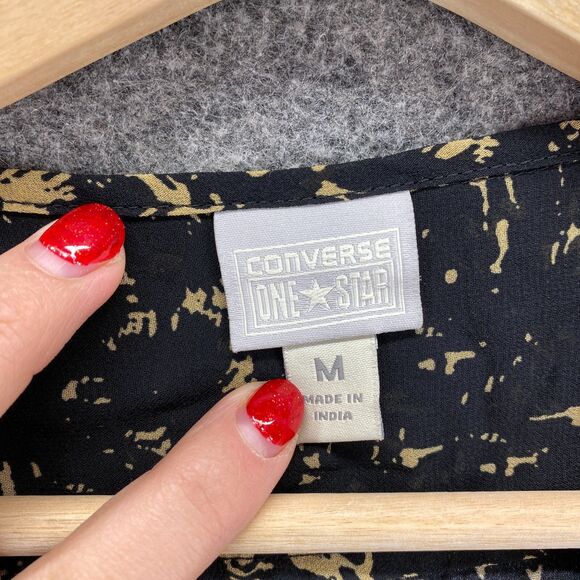 CONVERSE
ONE ★ STAR
M
MADE IN
INDIA